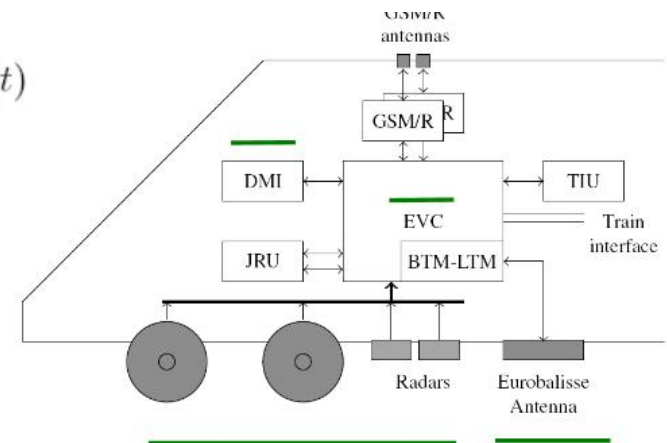 GSM/R
antennas
t)
GSM/R
R
DMI
TIU
EVC
Train
interface
JRU
BTM-LTM
Radars
Eurobalisse
Antenna